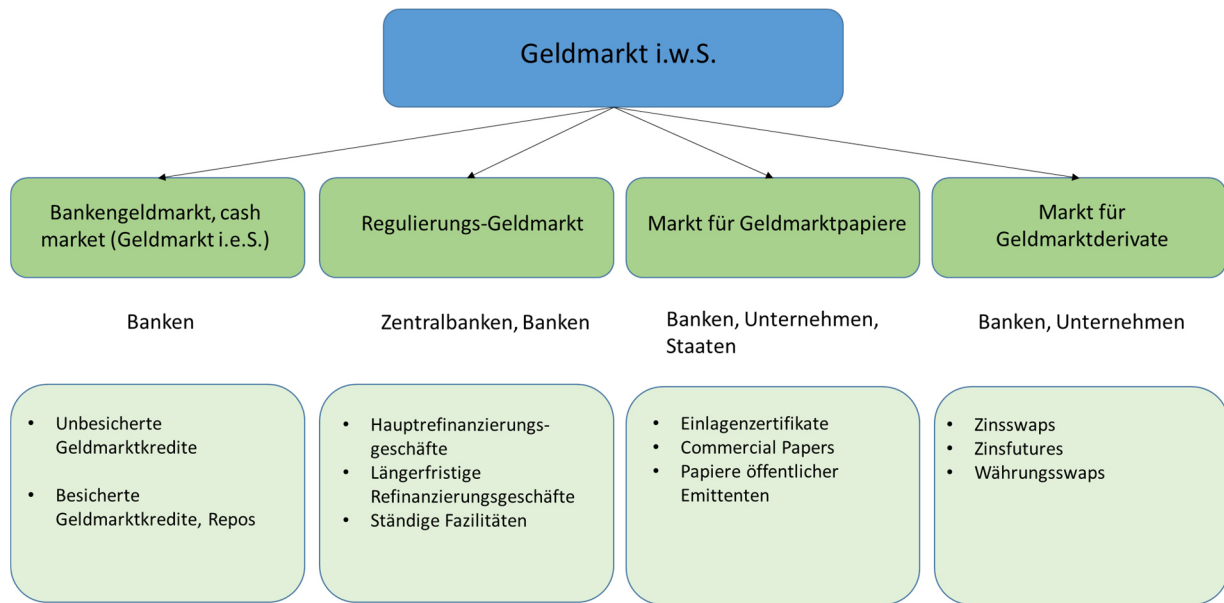 Geldmarkt i.w.S.
Bankengeldmarkt, cash
market (Geldmarkt i.e.S.)
Regulierungs-Geldmarkt
Markt für Geldmarktpapiere
Markt für
Geldmarktderivate
Banken
Zentralbanken, Banken
Banken, Unternehmen,
Staaten
Banken, Unternehmen
• Unbesicherte
Geldmarktkredite
• Besicherte
Geldmarktkredite, Repos
• Hauptrefinanzierungs-
geschäfte
• Längerfristige
Refinanzierungsgeschäfte
• Ständige Fazilitäten
• Einlagenzertifikate
• Commercial Papers
• Papiere öffentlicher
Emittenten
• Zinsswaps
• Zinsfutures
• Währungsswaps